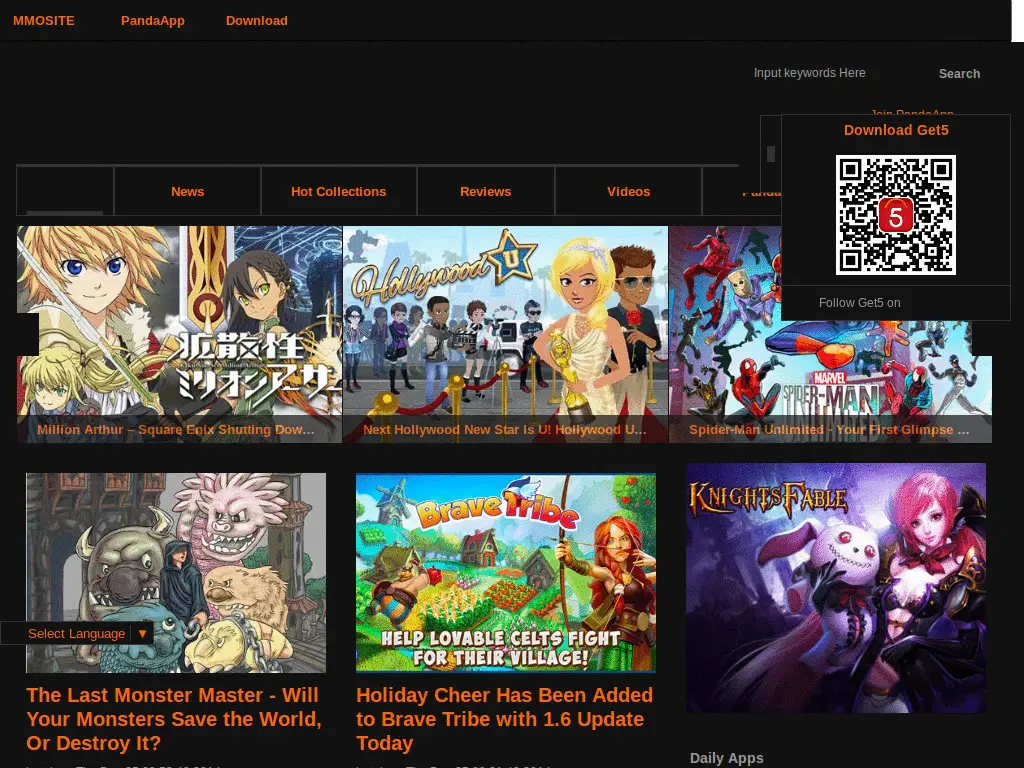 MMOSITE PandaApp Download
Input keywords Here Search
Download Get5
5
News Hot Collections Reviews Videos
Follow Get5 on
Hollywood U
拡散性
ミリオンアーサー
MARVEL
SPIDER-MAN
UNLIMITED
Million Arthur – Square Enix Shutting Dow…
Next Hollywood New Star Is U! Hollywood U…
Spider-Man Unlimited - Your First Glimpse …
KNIGHTS FABLE
Brave Tribe
HELP LOVABLE CELTS FIGHT
FOR THEIR VILLAGE!
Select Language ▼
The Last Monster Master - Will
Your Monsters Save the World,
Or Destroy It?
Holiday Cheer Has Been Added
to Brave Tribe with 1.6 Update
Today
Daily Apps